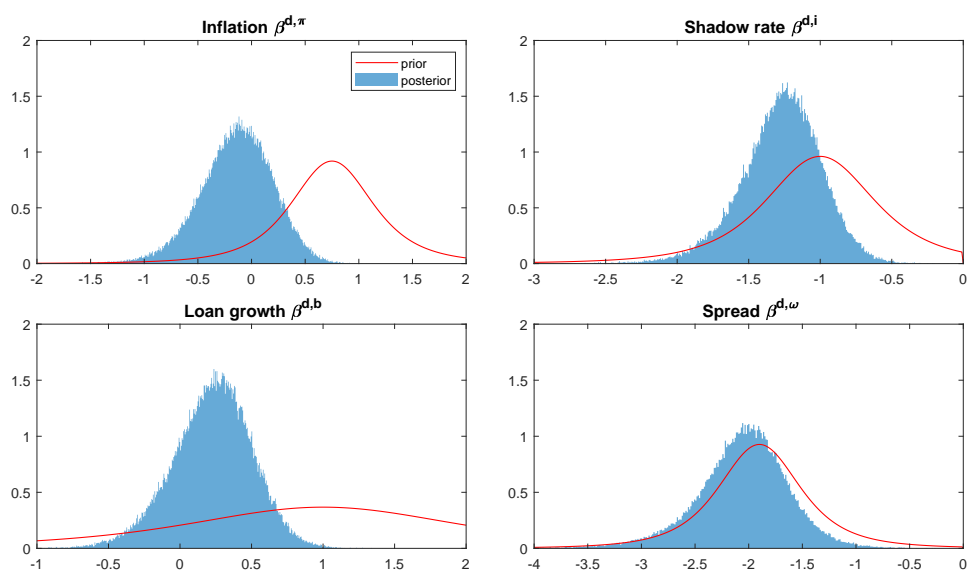 Inflation β^d,π
2
1.5
1
0.5
0
-2 -1.5 -1 -0.5 0 0.5 1 1.5 2
prior
posterior
Shadow rate β^d,i
2
1.5
1
0.5
0
-3 -2.5 -2 -1.5 -1 -0.5 0
Loan growth β^d,b
2
1.5
1
0.5
0
-1 -0.5 0 0.5 1 1.5 2
Spread β^d,ω
2
1.5
1
0.5
0
-4 -3.5 -3 -2.5 -2 -1.5 -1 -0.5 0